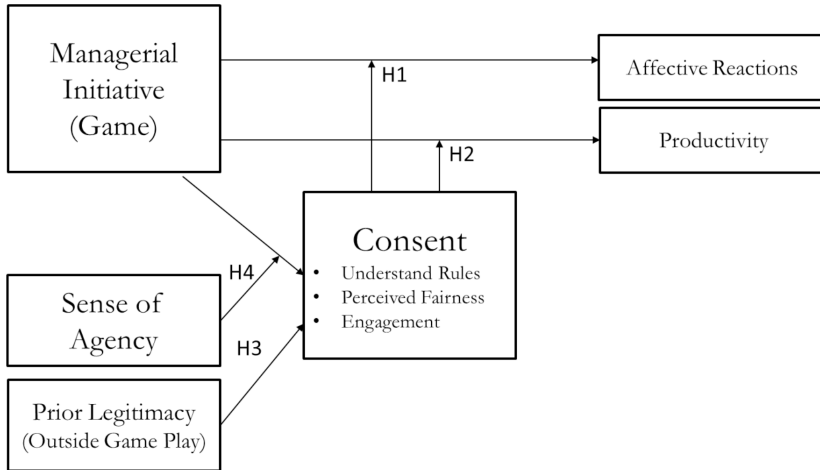 Managerial
Initiative
(Game)
Affective Reactions
H1
Productivity
H2
Consent
• Understand Rules
• Perceived Fairness
• Engagement
H4
Sense of
Agency
H3
Prior Legitimacy
(Outside Game Play)